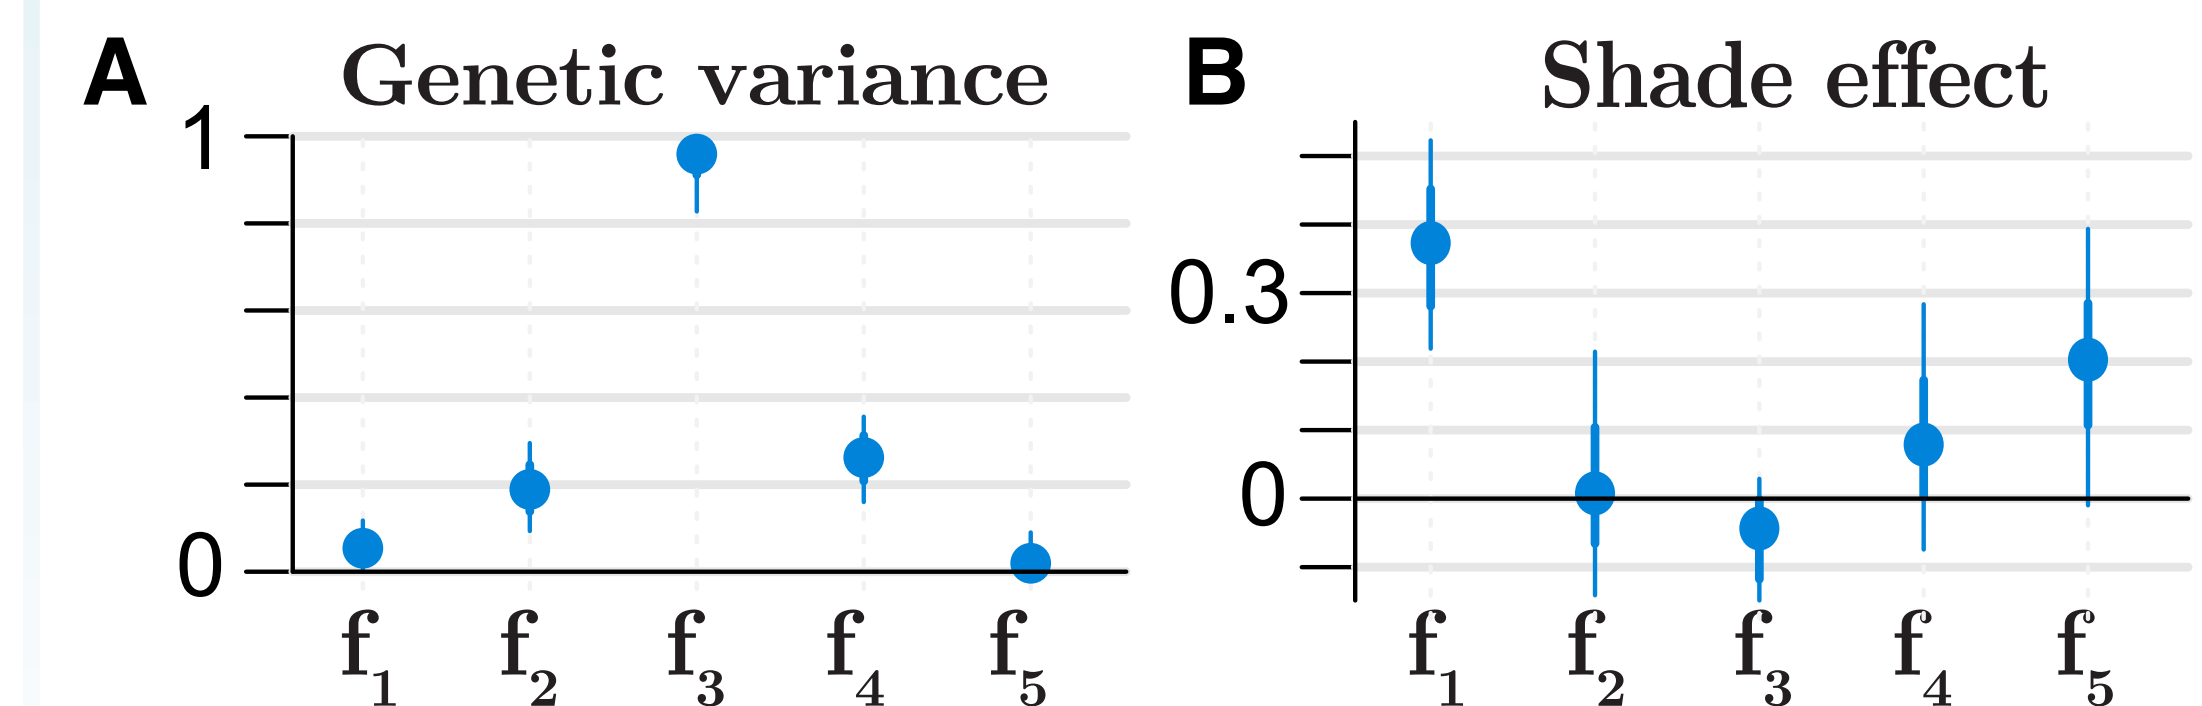 A Genetic variance
1
0
f1 f2 f3 f4 f5
B Shade effect
0.3
0
f1 f2 f3 f4 f5